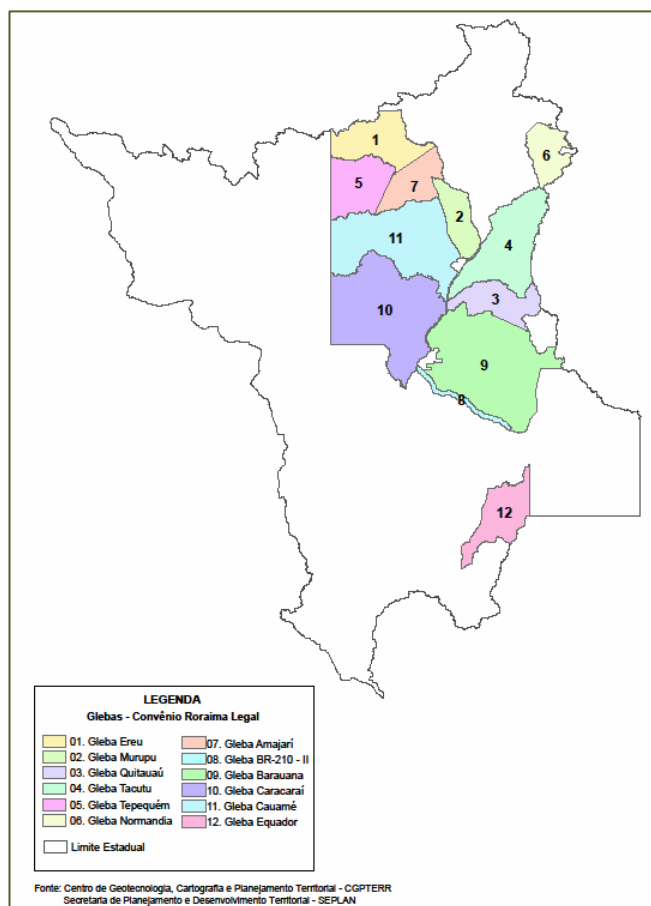 1
6
5
7
2
11
4
3
10
9
8
12
LEGENDA
Glebas - Convênio Roraima Legal
01. Gleba Ereu
02. Gleba Murupu
03. Gleba Quitauaú
04. Gleba Tacutu
05. Gleba Tepequém
06. Gleba Normandia
07. Gleba Amajarí
08. Gleba BR-210 - II
09. Gleba Barauana
10. Gleba Caracaraí
11. Gleba Cauamé
12. Gleba Equador
Limite Estadual
Fonte: Centro de Geotecnologia, Cartografia e Planejamento Territorial - CGPTERR
Secretaria de Planejamento e Desenvolvimento Territorial - SEPLAN